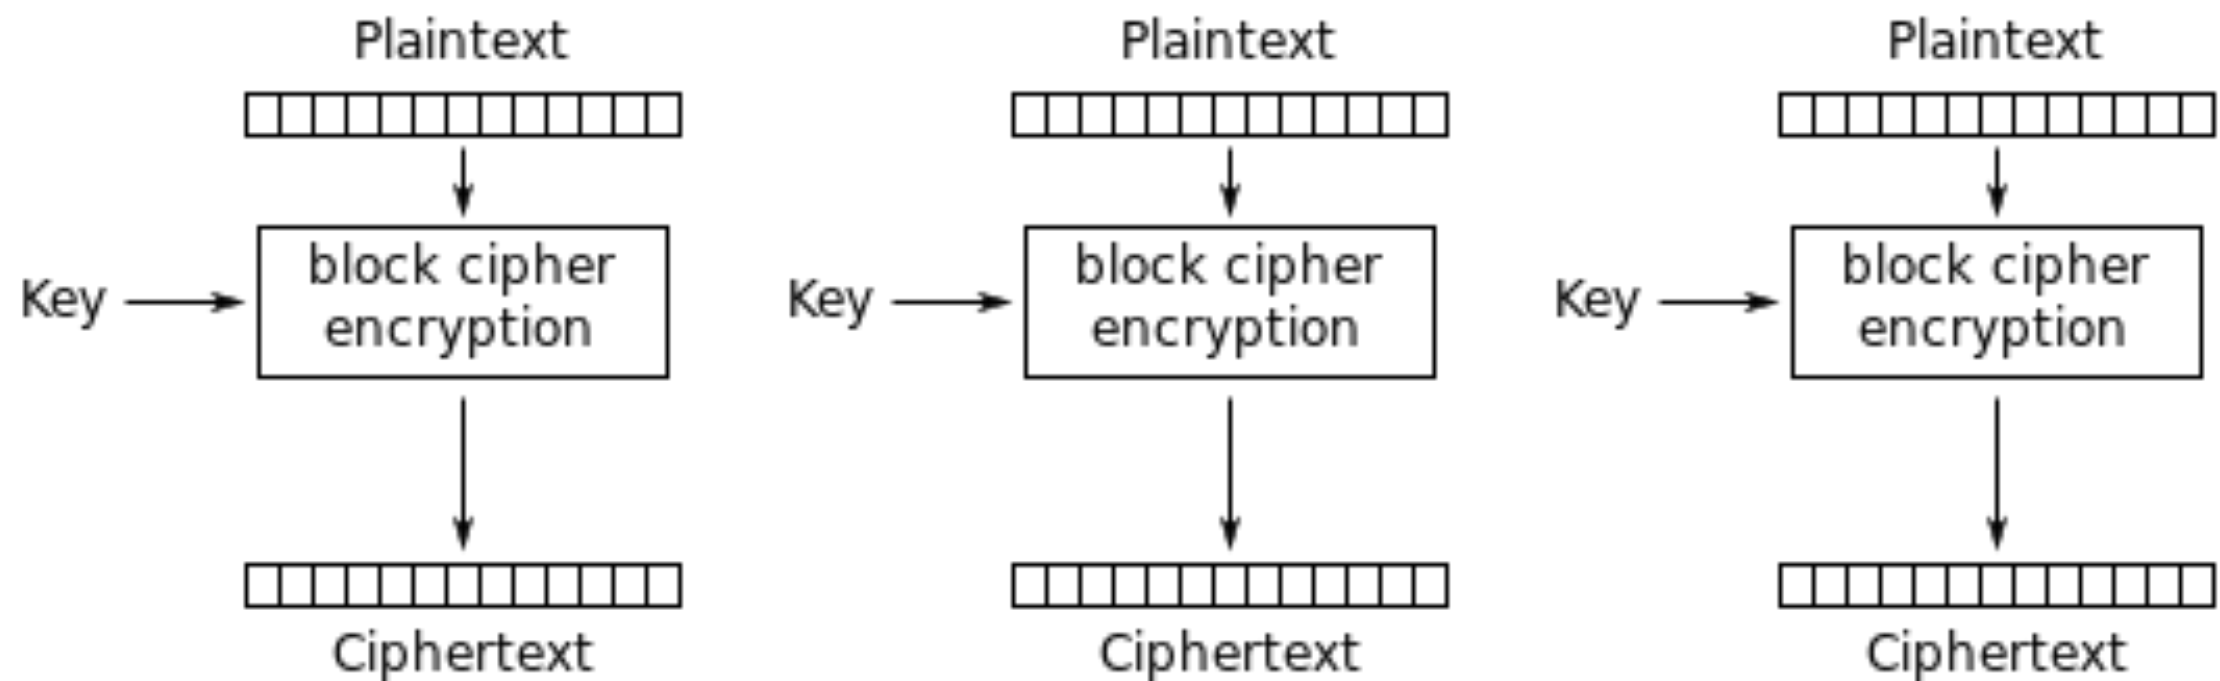 Plaintext
Plaintext
Plaintext
Key
block cipher
encryption
Key
block cipher
encryption
Key
block cipher
encryption
Ciphertext
Ciphertext
Ciphertext